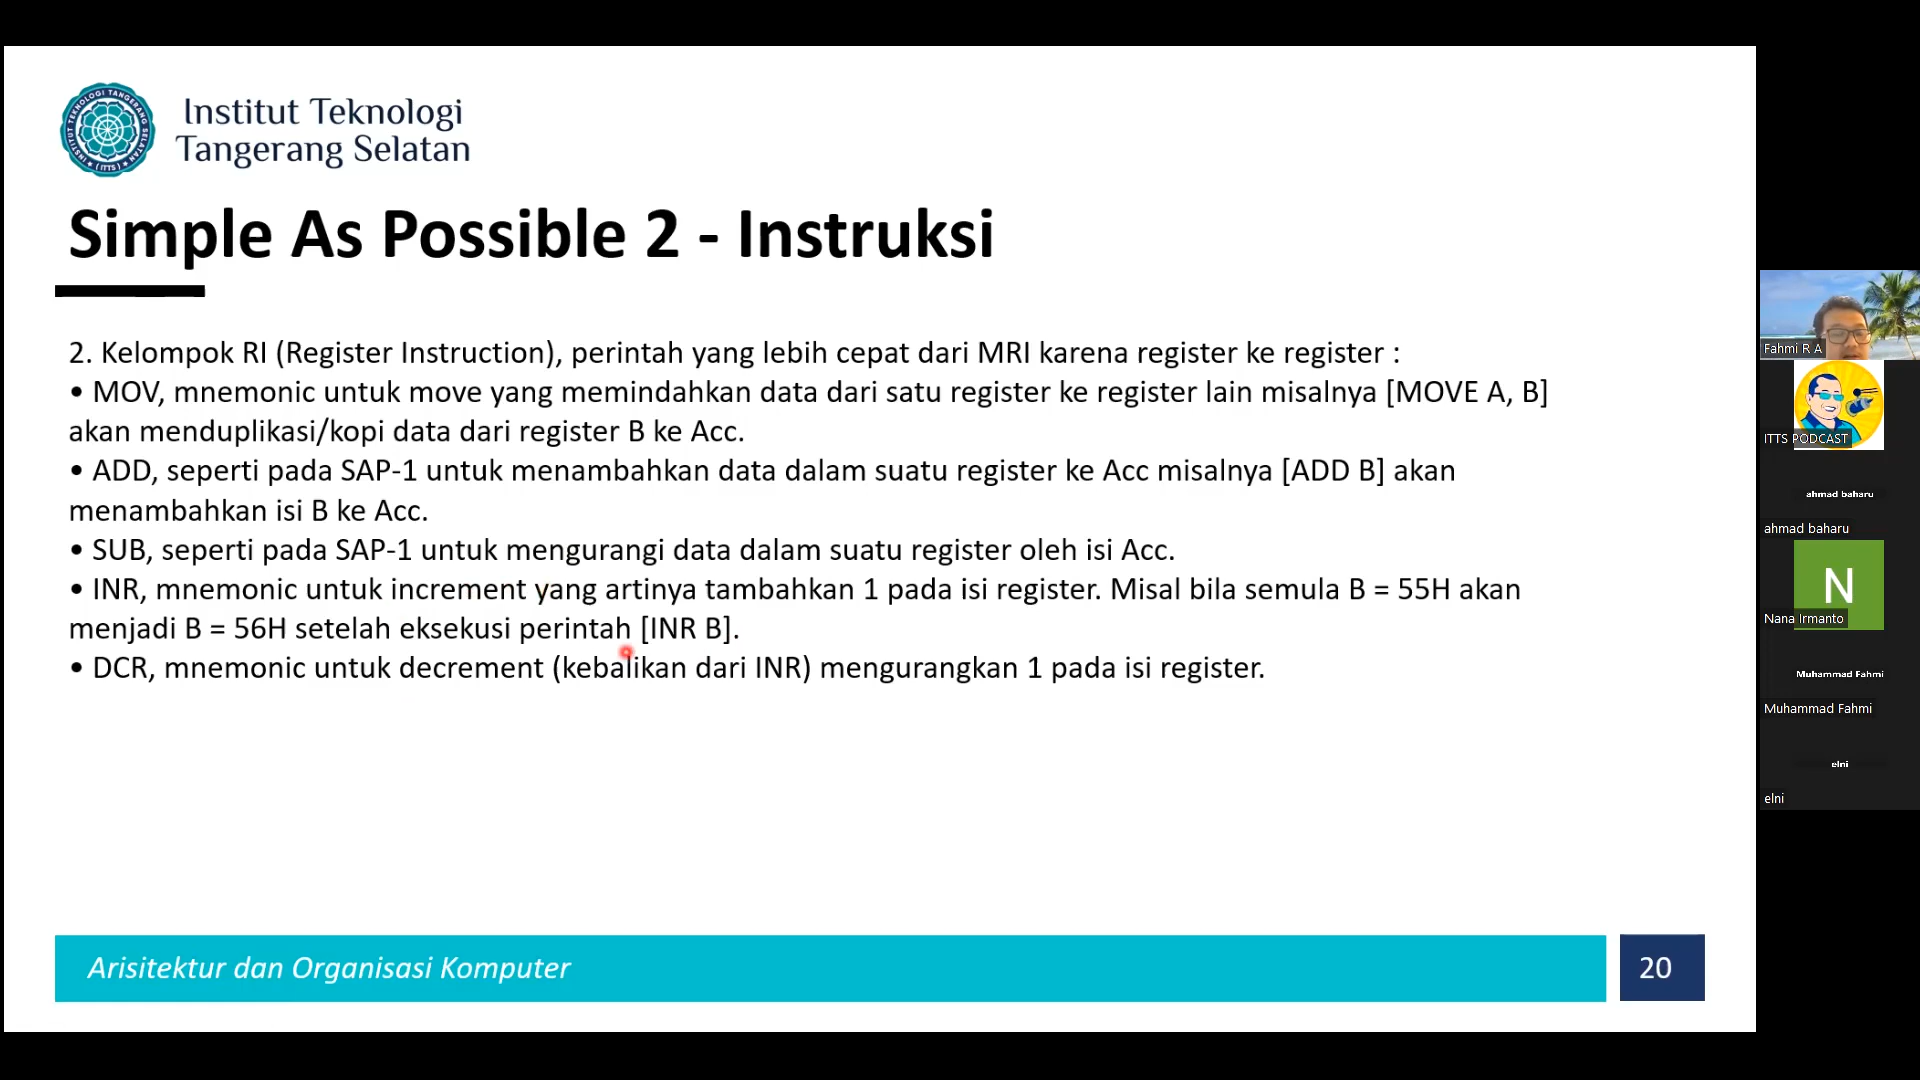 INSTITUT TEKNOLOGI TANGERANG SELATAN
(ITTS)
Institut Teknologi
Tangerang Selatan
Simple As Possible 2 - Instruksi
2. Kelompok RI (Register Instruction), perintah yang lebih cepat dari MRI karena register ke register :
• MOV, mnemonic untuk move yang memindahkan data dari satu register ke register lain misalnya [MOVE A, B]
akan menduplikasi/kopi data dari register B ke Acc.
• ADD, seperti pada SAP-1 untuk menambahkan data dalam suatu register ke Acc misalnya [ADD B] akan
menambahkan isi B ke Acc.
• SUB, seperti pada SAP-1 untuk mengurangi data dalam suatu register oleh isi Acc.
• INR, mnemonic untuk increment yang artinya tambahkan 1 pada isi register. Misal bila semula B = 55H akan
menjadi B = 56H setelah eksekusi perintah [INR B].
• DCR, mnemonic untuk decrement (kebalikan dari INR) mengurangkan 1 pada isi register.
Arisitektur dan Organisasi Komputer
20
Fahmi R A
ITTS PODCAST
ahmad baharu
ahmad baharu
N
Nana Irmanto
Muhammad Fahmi
Muhammad Fahmi
elni
elni